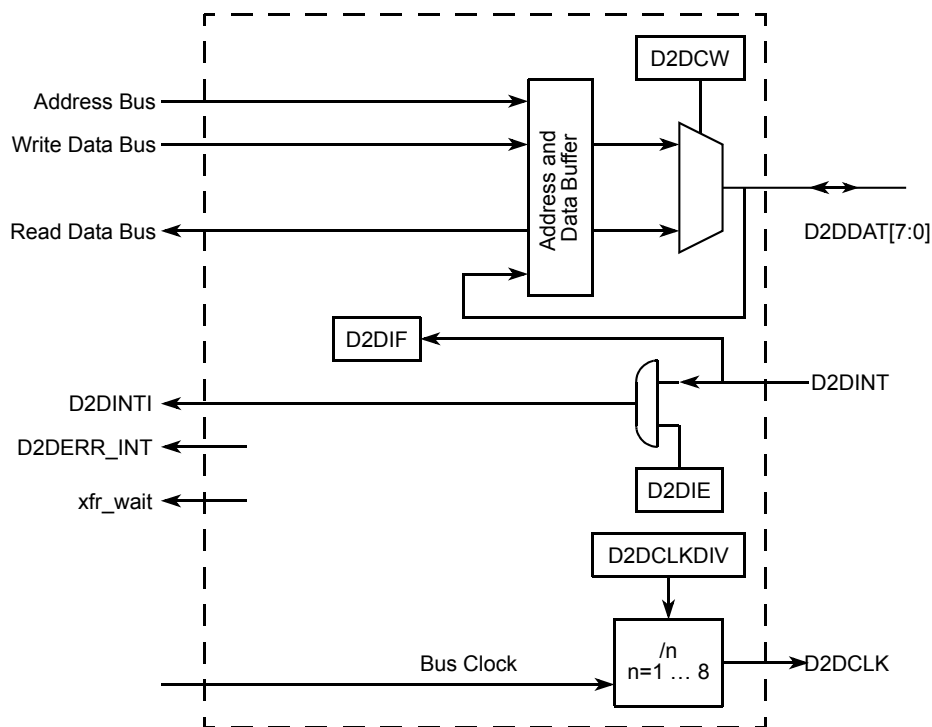 D2DCW
Address Bus
Write Data Bus
Address and
Data Buffer
Read Data Bus
D2DDAT[7:0]
D2DIF
D2DINT
D2DINTI
D2DERR_INT
D2DIE
xfr_wait
D2DCLKDIV
/n
n=1 … 8
Bus Clock
D2DCLK